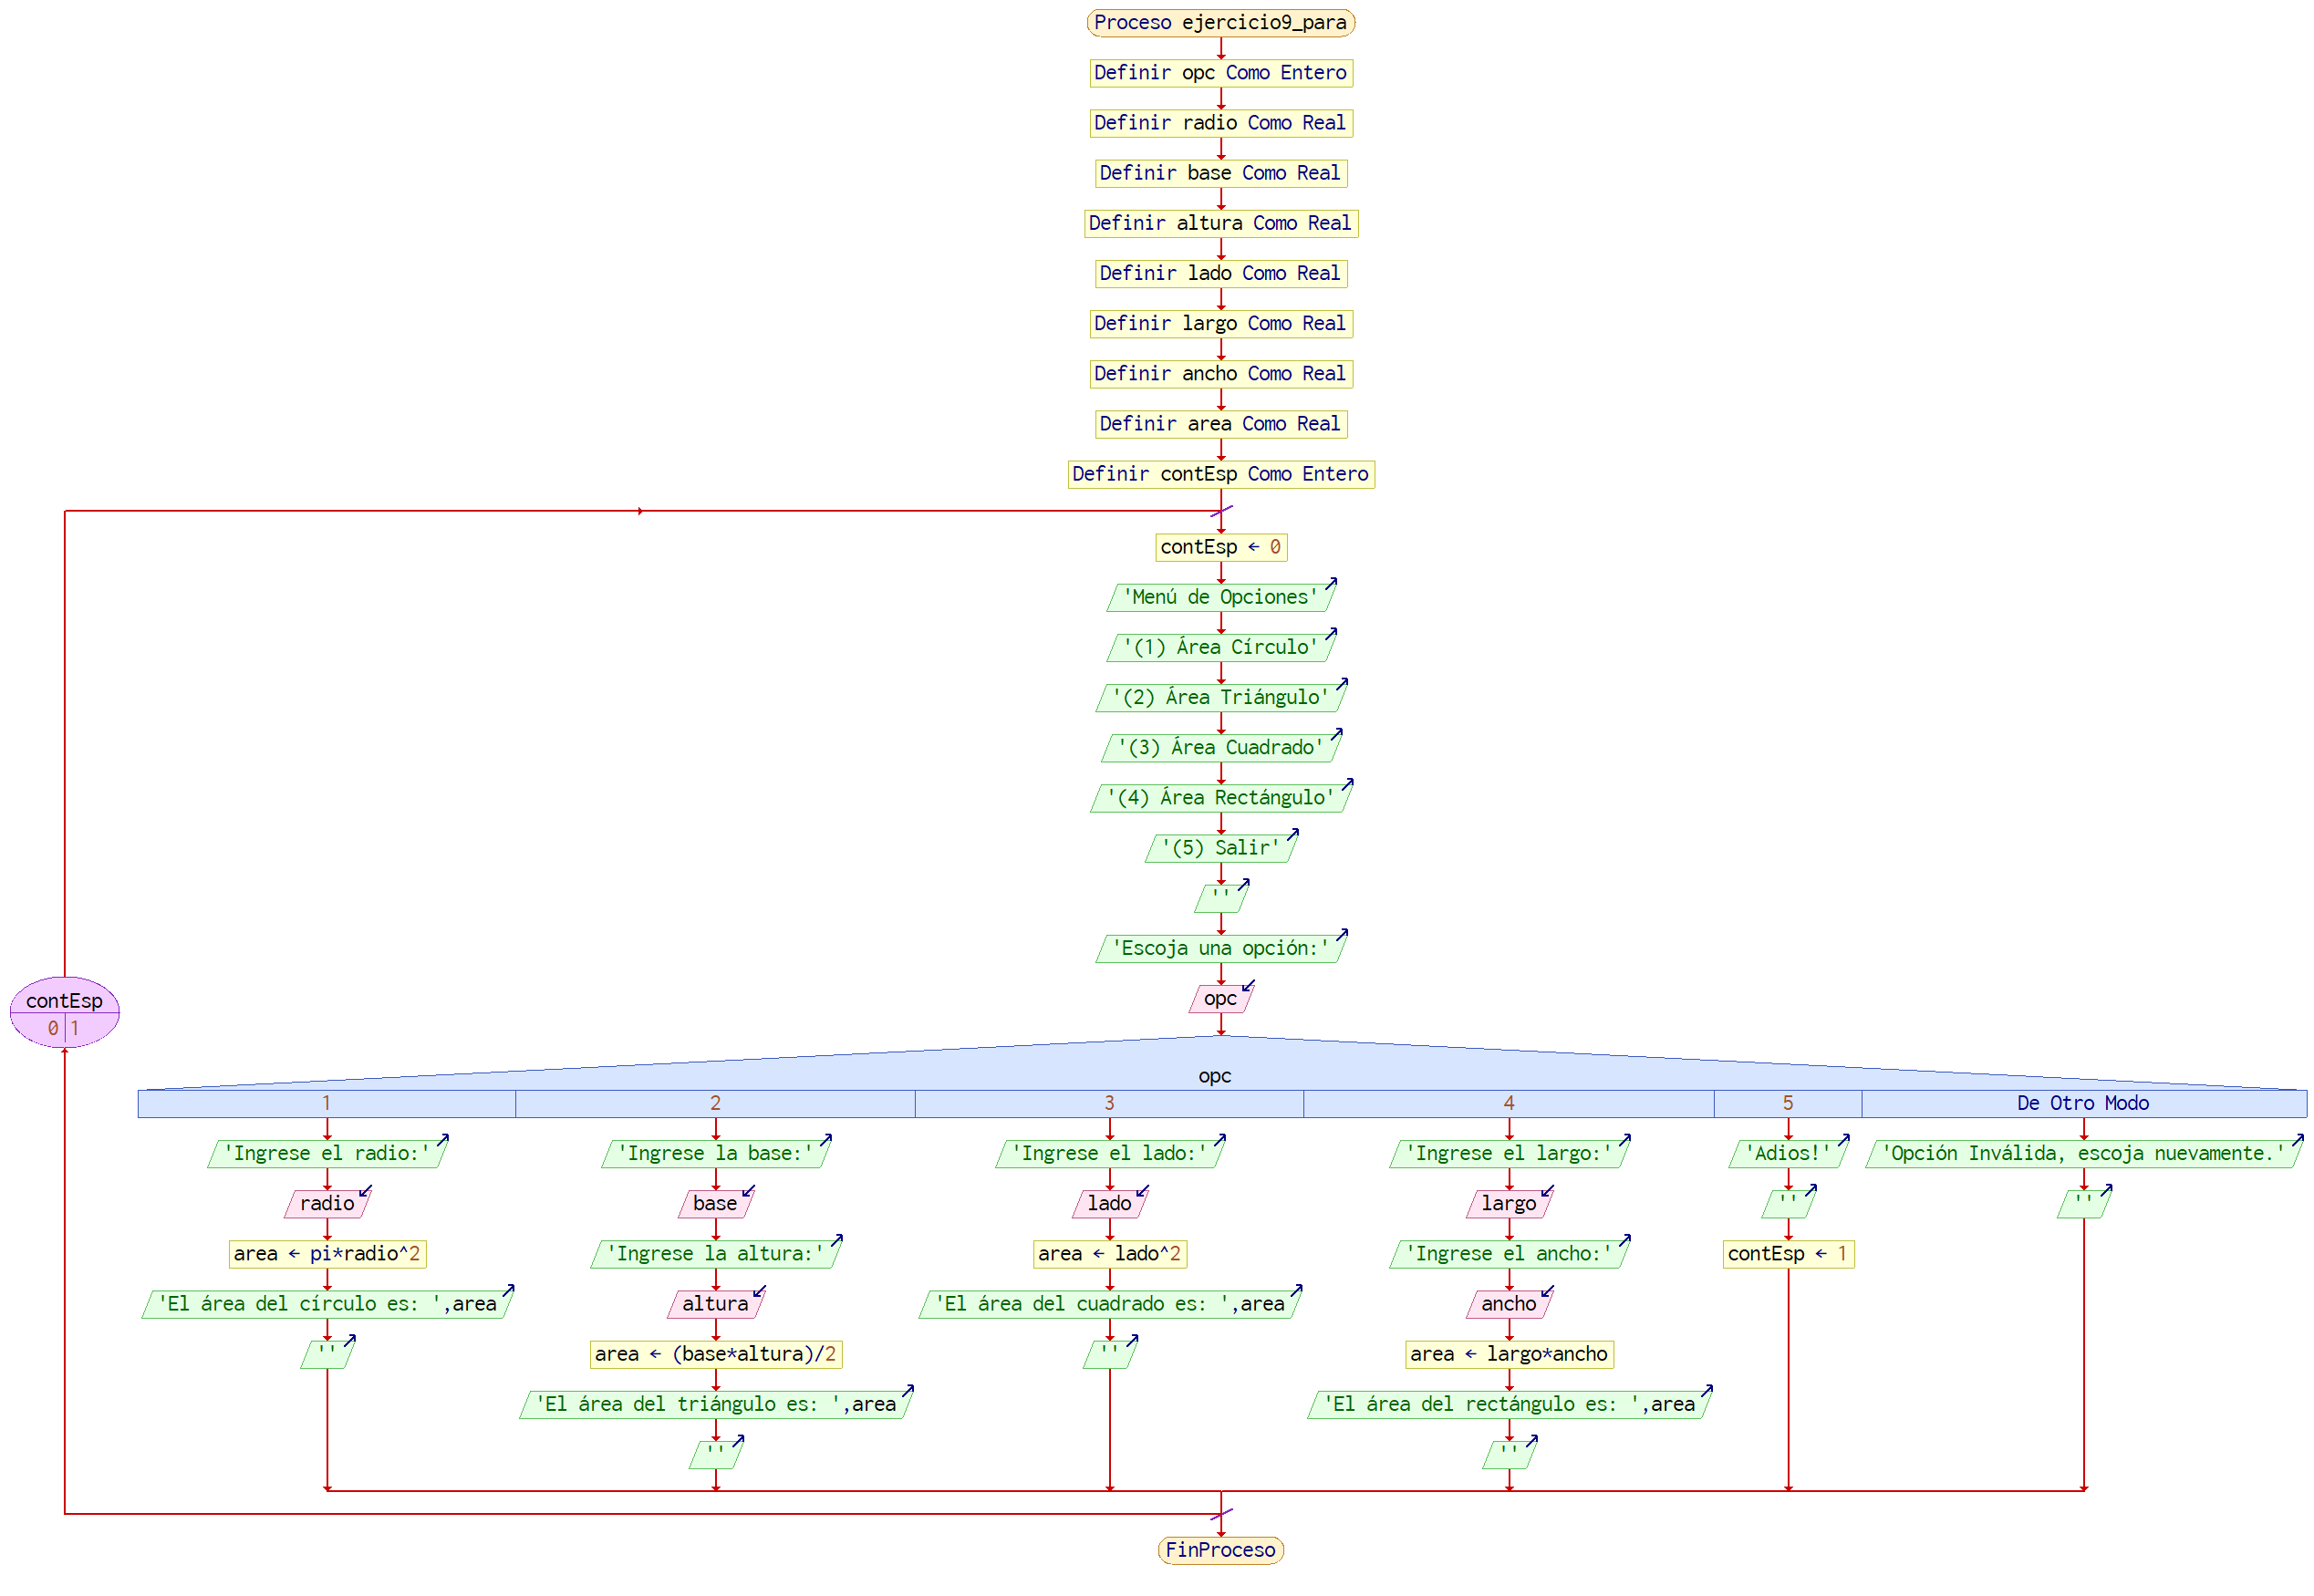 Proceso ejercicio9_para
Definir opc Como Entero
Definir radio Como Real
Definir base Como Real
Definir altura Como Real
Definir lado Como Real
Definir largo Como Real
Definir ancho Como Real
Definir area Como Real
Definir contEsp Como Entero
contEsp ← 0
'Menú de Opciones'
'(1) Área Círculo'
'(2) Área Triángulo'
'(3) Área Cuadrado'
'(4) Área Rectángulo'
'(5) Salir'
''
'Escoja una opción:'
opc
contEsp
0 1
opc
1 2 3 4 5 De Otro Modo
'Ingrese el radio:'
radio
area ← pi*radio^2
'El área del círculo es: ',area
''
'Ingrese la base:'
base
'Ingrese la altura:'
altura
area ← (base*altura)/2
'El área del triángulo es: ',area
''
'Ingrese el lado:'
lado
area ← lado^2
'El área del cuadrado es: ',area
''
'Ingrese el largo:'
largo
'Ingrese el ancho:'
ancho
area ← largo*ancho
'El área del rectángulo es: ',area
''
'Adios!'
''
contEsp ← 1
'Opción Inválida, escoja nuevamente.'
''
FinProceso